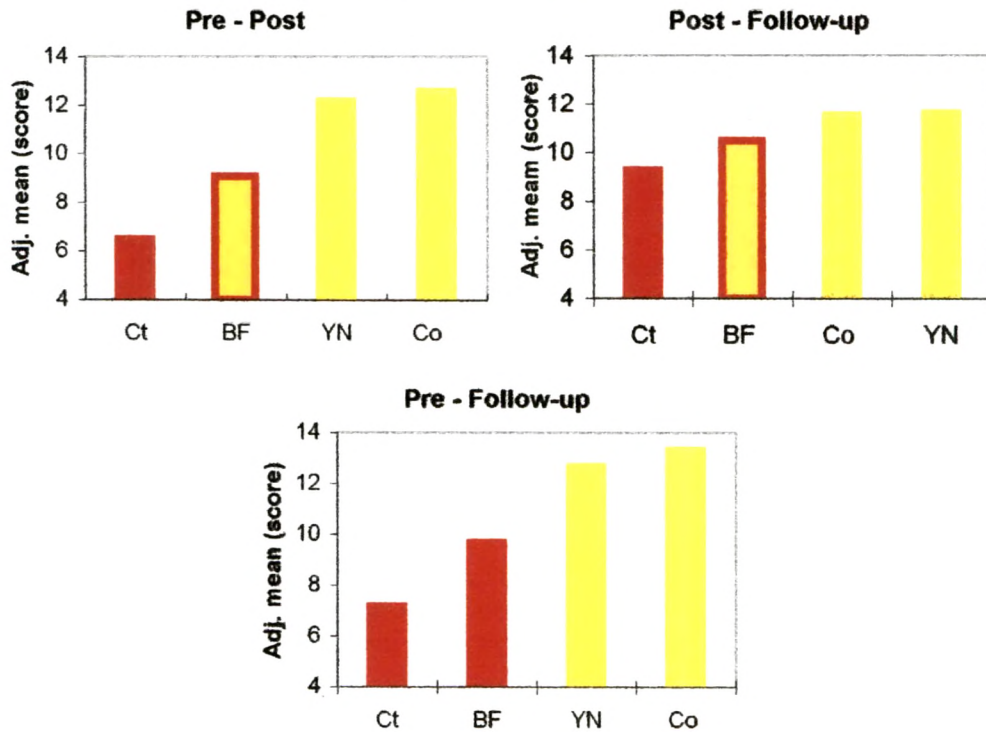 Pre - Post
Adj. mean (score)
14
12
10
8
6
4
Ct BF YN Co
Post - Follow-up
Adj. meam (score)
14
12
10
8
6
4
Ct BF Co YN
Pre - Follow-up
Adj. mean (score)
14
12
10
8
6
4
Ct BF YN Co